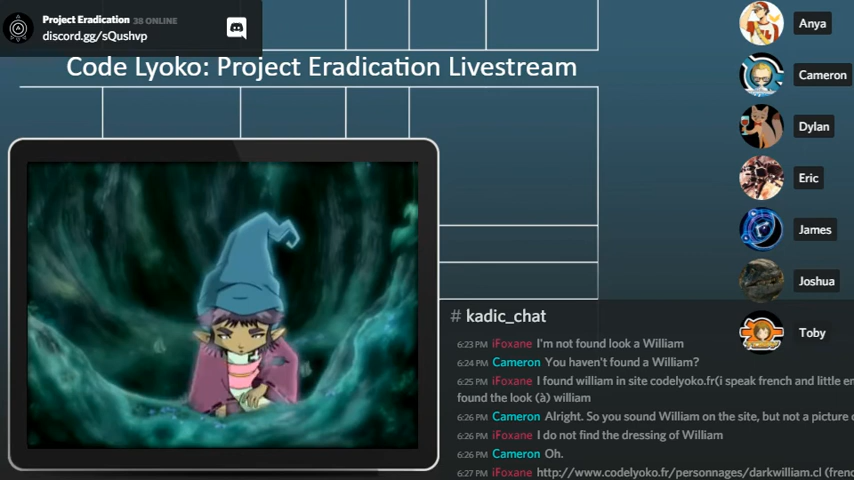 Project Eradication 38 ONLINE
discord.gg/sQushvp
Code Lyoko: Project Eradication Livestream
Anya
Cameron
Dylan
Eric
James
Joshua
Toby
# kadic_chat
6:23 PM iFoxane I'm not found look a William
6:24 PM Cameron You haven't found a William?
6:25 PM iFoxane I found william in site codelyoko.fr(i speak french and little
found the look (à) william
6:26 PM Cameron Alright. So you sound William on the site, but not a picture
6:26 PM iFoxane I do not find the dressing of William
6:26 PM Cameron Oh.
6:27 PM iFoxane http://www.codelyoko.fr/personnages/darkwilliam.cl